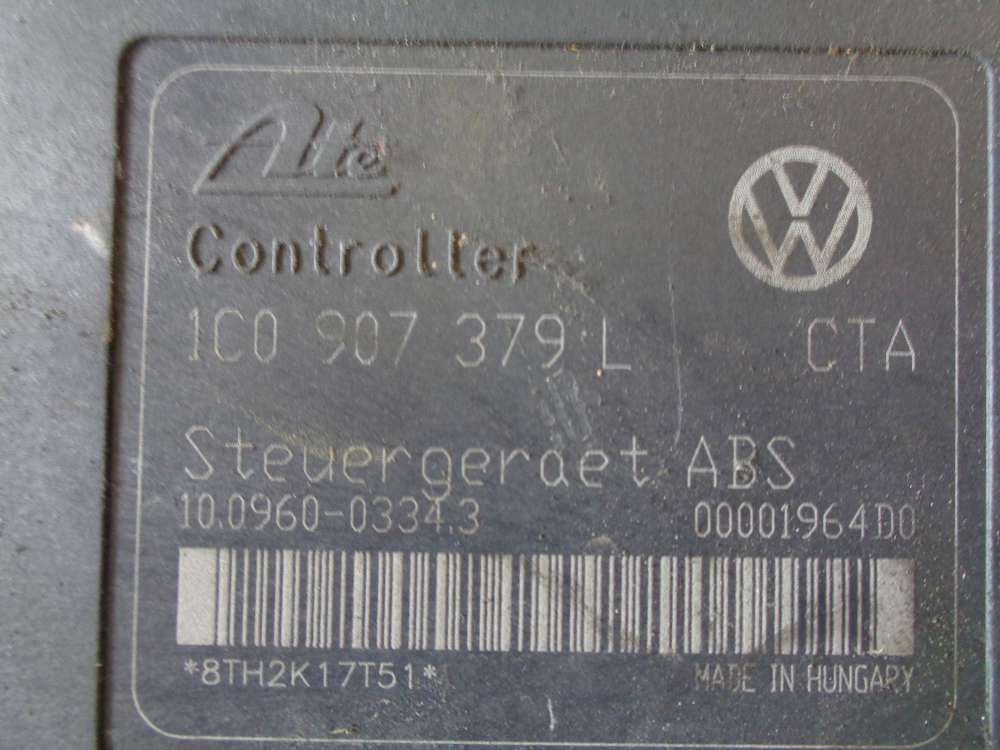 Ate
Controller
1C0 907 379 L CTA
Steuergeraet ABS
10.0960-0334.3 00001964D0
*8TH2K17T51*
MADE IN HUNGARY